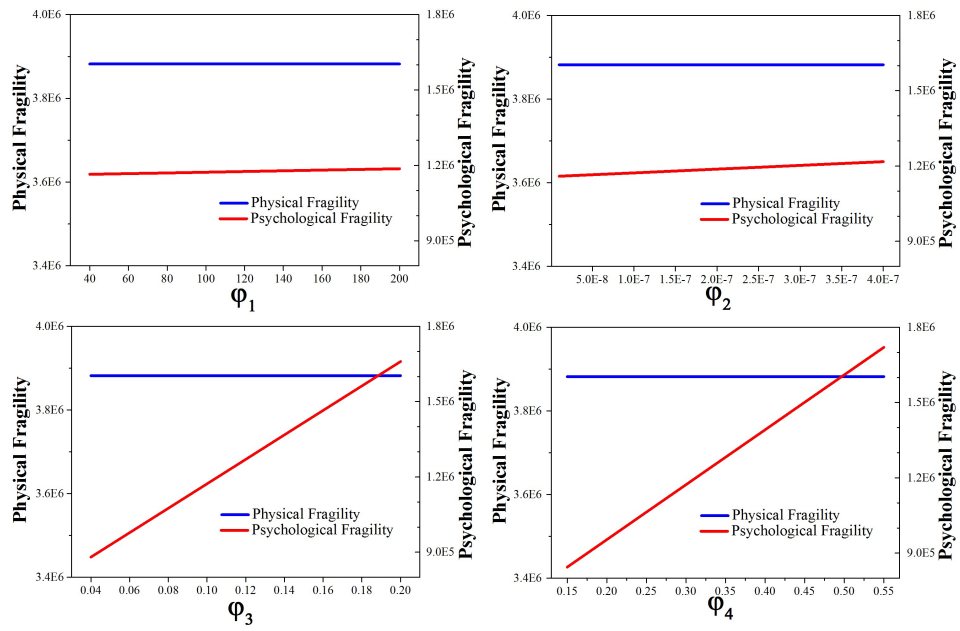 4.0E6
3.8E6
3.6E6
3.4E6
Physical Fragility
1.8E6
1.6E6
1.4E6
1.2E6
9.0E5
Psychological Fragility
Physical Fragility
Psychological Fragility
40 60 80 100 120 140 160 180 200
φ1
4.0E6
3.8E6
3.6E6
3.4E6
Physical Fragility
1.8E6
1.6E6
1.4E6
1.2E6
9.0E5
Psychological Fragility
Physical Fragility
Psychological Fragility
5.0E-8 1.0E-7 1.5E-7 2.0E-7 2.5E-7 3.0E-7 3.5E-7 4.0E-7
φ2
4.0E6
3.8E6
3.6E6
3.4E6
Physical Fragility
1.8E6
1.6E6
1.2E6
9.0E5
Psychological Fragility
Physical Fragility
Psychological Fragility
0.04 0.06 0.08 0.10 0.12 0.14 0.16 0.18 0.20
φ3
4.0E6
3.8E6
3.6E6
3.4E6
Physical Fragility
1.8E6
1.6E6
1.2E6
9.0E5
Psychological Fragility
Physical Fragility
Psychological Fragility
0.15 0.20 0.25 0.30 0.35 0.40 0.45 0.50 0.55
φ4